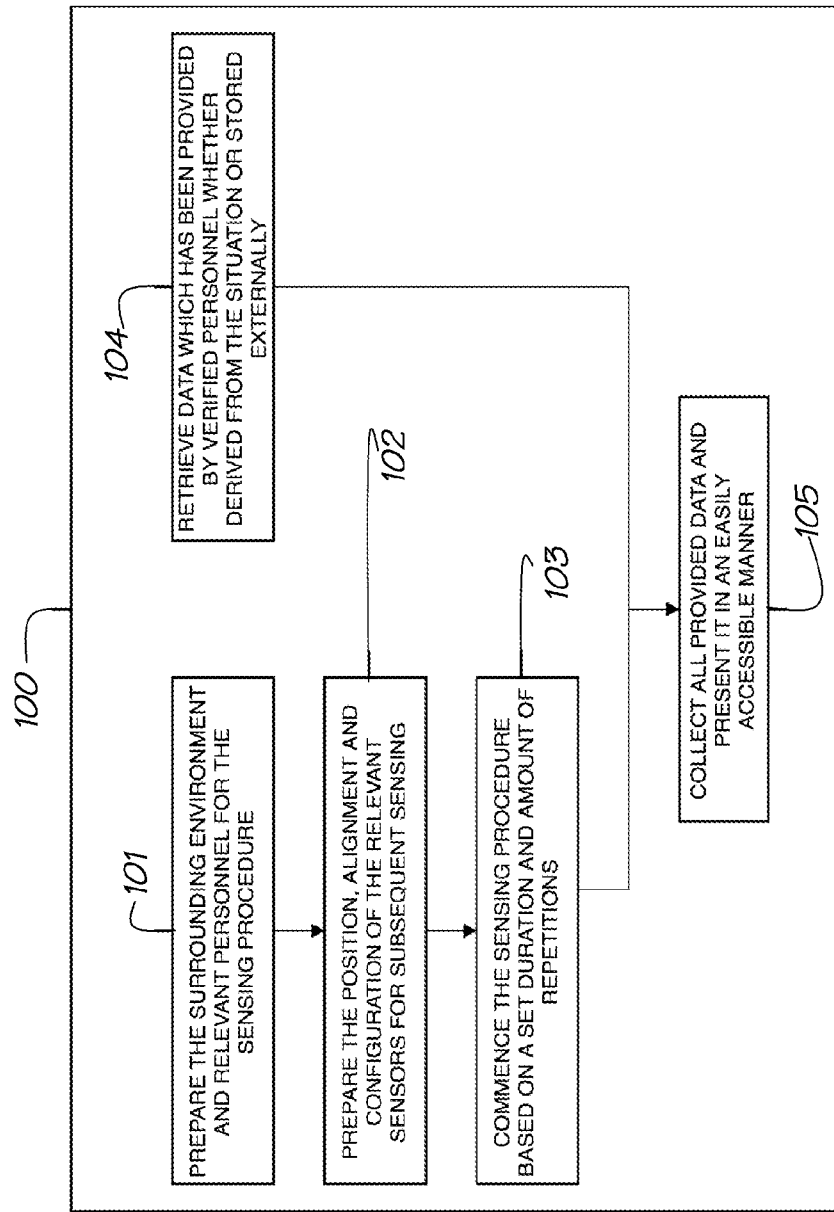 100
101
PREPARE THE SURROUNDING ENVIRONMENT
AND RELEVANT PERSONNEL FOR THE
SENSING PROCEDURE
102
PREPARE THE POSITION, ALIGNMENT AND
CONFIGURATION OF THE RELEVANT
SENSORS FOR SUBSEQUENT SENSING
103
COMMENCE THE SENSING PROCEDURE
BASED ON A SET DURATION AND AMOUNT OF
REPETITIONS
104
RETRIEVE DATA WHICH HAS BEEN PROVIDED
BY VERIFIED PERSONNEL WHETHER
DERIVED FROM THE SITUATION OR STORED
EXTERNALLY
COLLECT ALL PROVIDED DATA AND
PRESENT IT IN AN EASILY
ACCESSIBLE MANNER
105